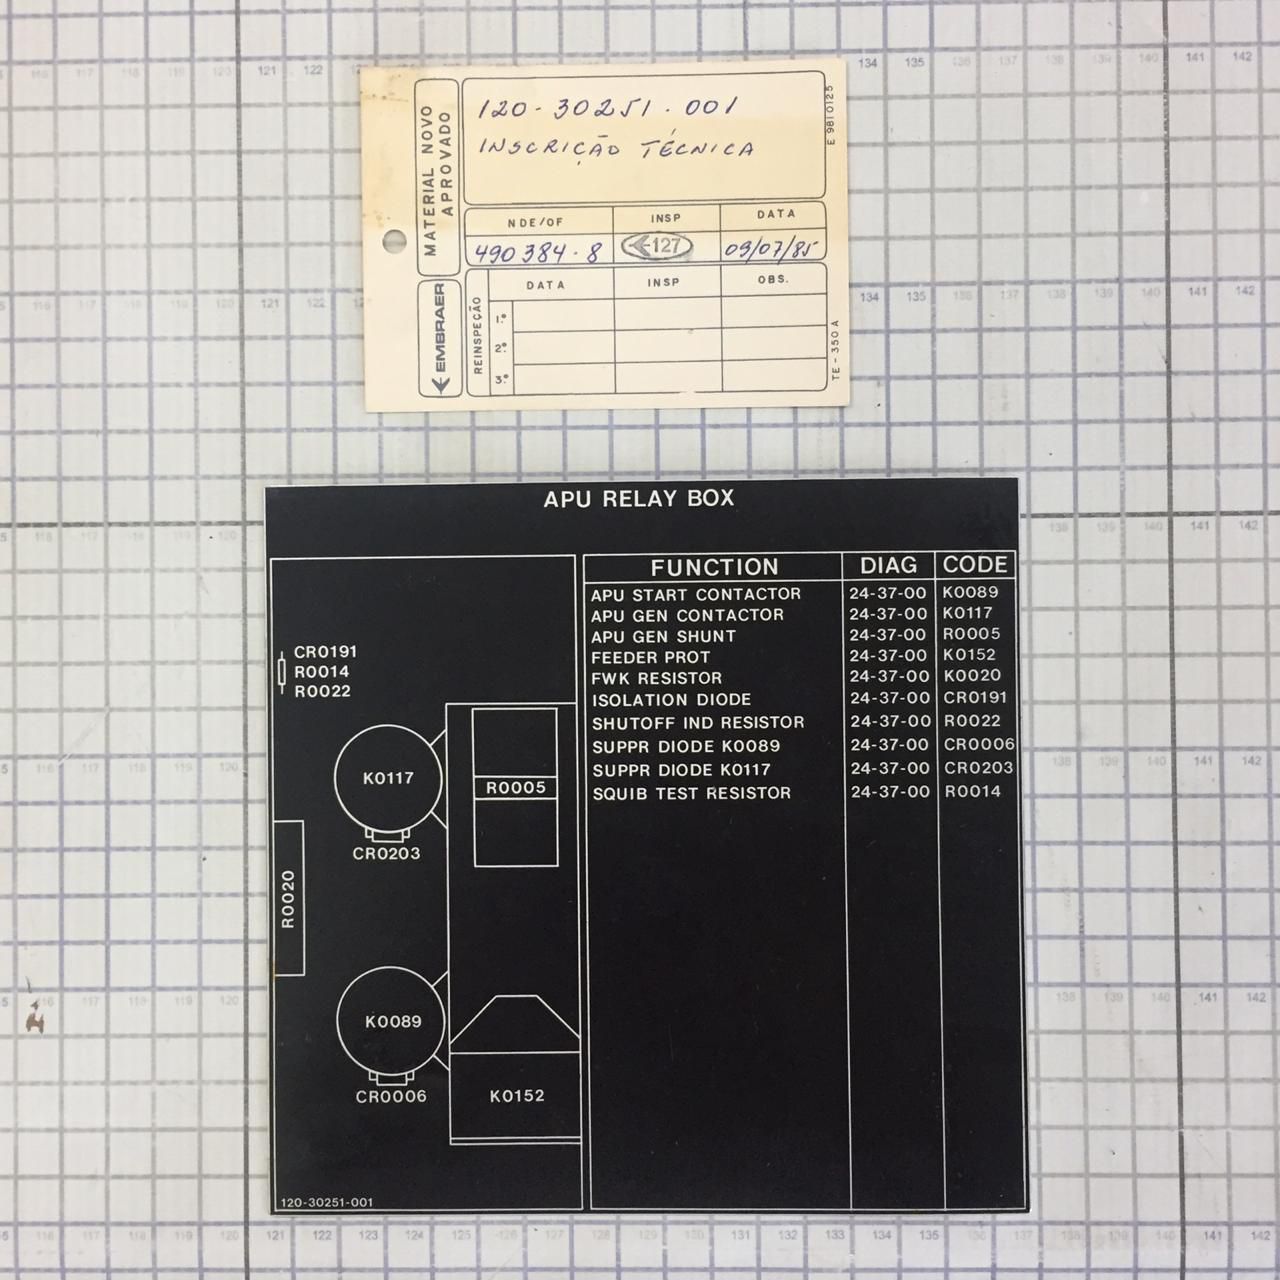 MATERIAL NOVO
APROVADO
120-30251.001
INSCRIÇÃO TÉCNICA
E 9810125
NDE/OF INSP DATA
490384-8 127 09/07/85
EMBRAER
REINSPEÇÃO
DATA INSP OBS.
1.º
2.º
3.º
TE-350A
APU RELAY BOX
FUNCTION DIAG CODE
APU START CONTACTOR 24-37-00 K0089
APU GEN CONTACTOR 24-37-00 K0117
APU GEN SHUNT 24-37-00 R0005
FEEDER PROT 24-37-00 K0152
FWK RESISTOR 24-37-00 K0020
ISOLATION DIODE 24-37-00 CR0191
SHUTOFF IND RESISTOR 24-37-00 R0022
SUPPR DIODE K0089 24-37-00 CR0006
SUPPR DIODE K0117 24-37-00 CR0203
SQUIB TEST RESISTOR 24-37-00 R0014
CR0191
R0014
R0022
K0117
R0005
CR0203
R0020
K0089
CR0006
K0152
120-30251-001